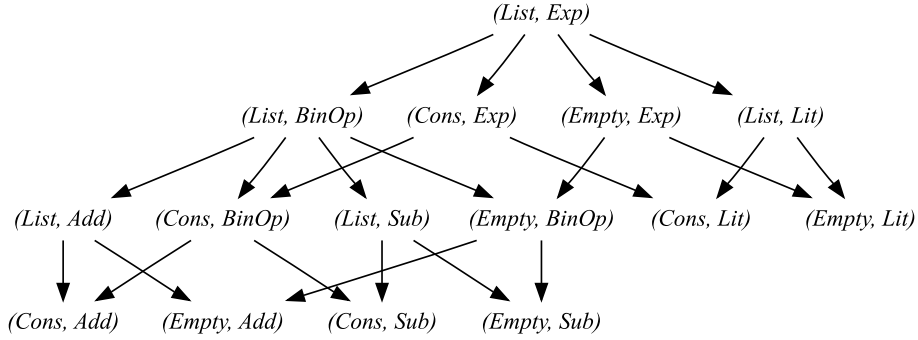 (List, Exp)
(List, BinOp) (Cons, Exp) (Empty, Exp) (List, Lit)
(List, Add) (Cons, BinOp) (List, Sub) (Empty, BinOp) (Cons, Lit) (Empty, Lit)
(Cons, Add) (Empty, Add) (Cons, Sub) (Empty, Sub)